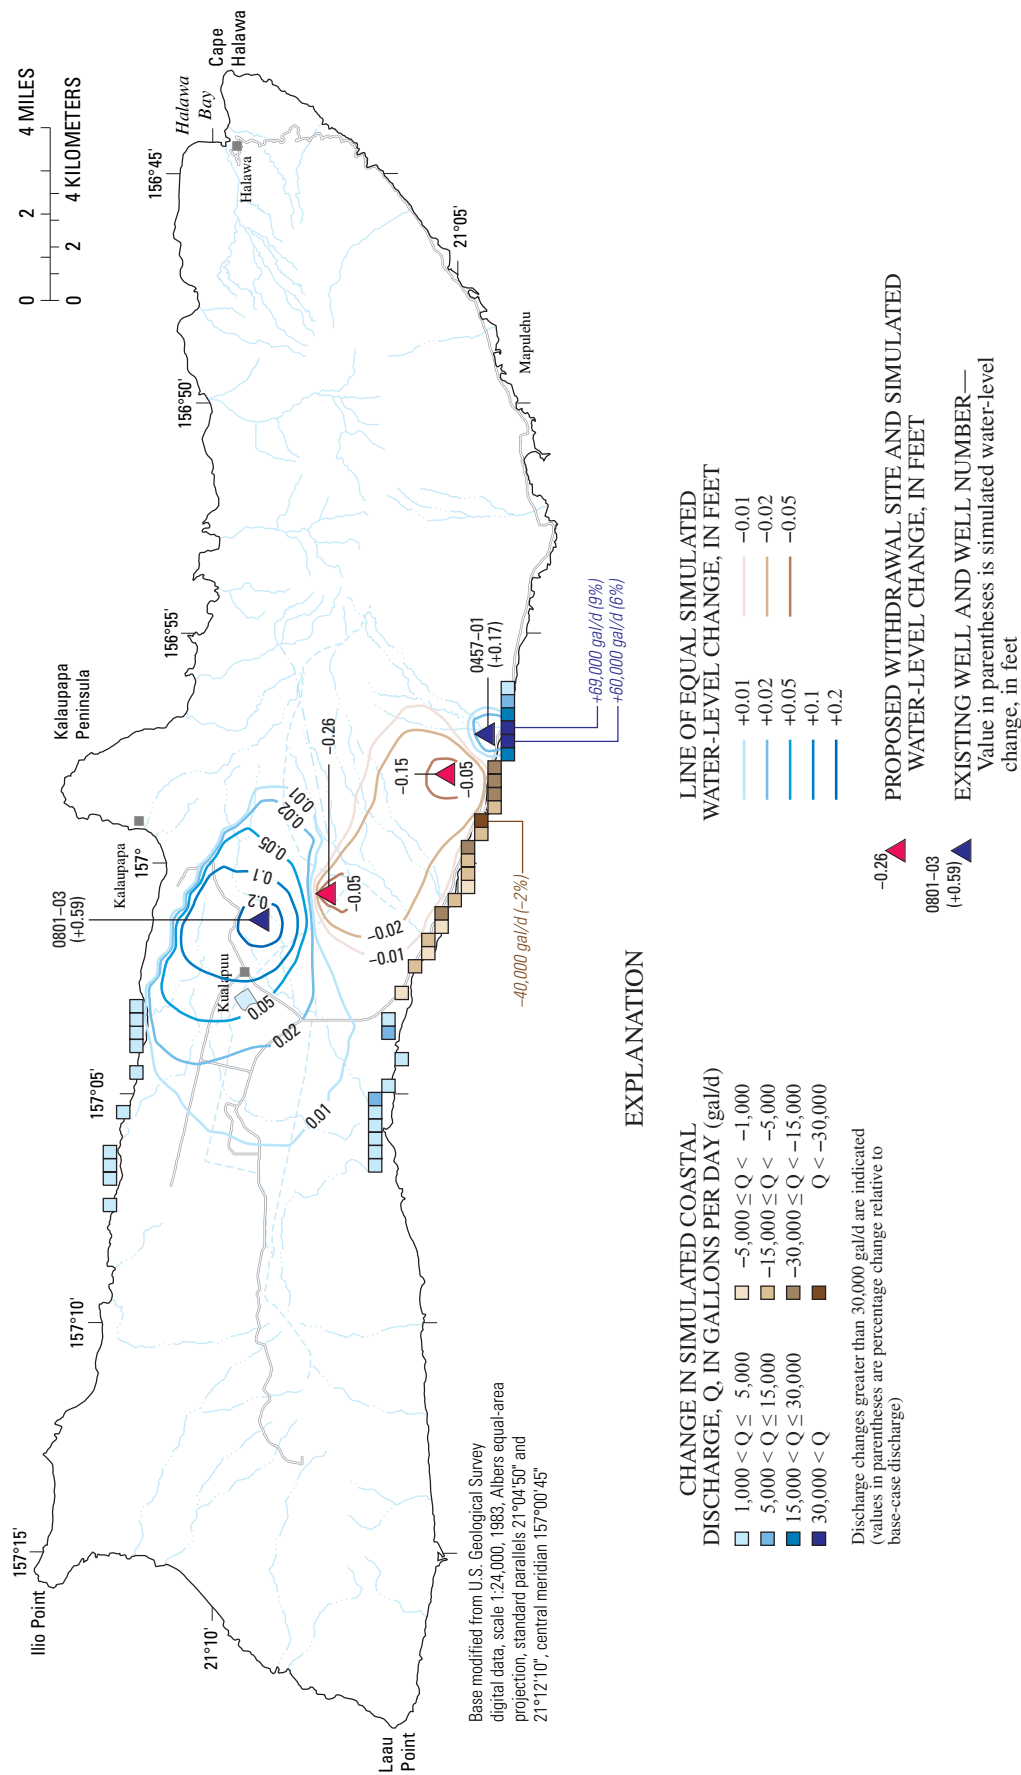 Ilio Point
157°15'
157°10'
157°05'
157°
156°55'
156°50'
156°45'
0 2 4 MILES
0 2 4 KILOMETERS
Kalaupapa
Peninsula
Kalaupapa
Halawa
Bay
Cape
Halawa
Halawa
21°10'
21°05'
Laau
Point
Mapulehu
Kualapuu
0801–03
(+0.59)
0.2
0.1
0.05
0.02
0.01
0.05
0.02
0.01
−0.26
−0.05
−0.15
−0.05
−0.02
−0.01
0457–01
(+0.17)
+69,000 gal/d (9%)
+60,000 gal/d (6%)
−40,000 gal/d (−2%)
Base modified from U.S. Geological Survey
digital data, scale 1:24,000, 1983, Albers equal-area
projection, standard parallels 21°04'50" and
21°12'10", central meridian 157°00'45"
EXPLANATION
CHANGE IN SIMULATED COASTAL
DISCHARGE, Q, IN GALLONS PER DAY (gal/d)
1,000 < Q ≤ 5,000
5,000 < Q ≤ 15,000
15,000 < Q ≤ 30,000
30,000 < Q
−5,000 ≤ Q < −1,000
−15,000 ≤ Q < −5,000
−30,000 ≤ Q < −15,000
Q < −30,000
Discharge changes greater than 30,000 gal/d are indicated
(values in parentheses are percentage change relative to
base-case discharge)
LINE OF EQUAL SIMULATED
WATER-LEVEL CHANGE, IN FEET
+0.01
+0.02
+0.05
+0.1
+0.2
−0.01
−0.02
−0.05
−0.26
PROPOSED WITHDRAWAL SITE AND SIMULATED
WATER-LEVEL CHANGE, IN FEET
0801–03
(+0.59)
EXISTING WELL AND WELL NUMBER—
Value in parentheses is simulated water-level
change, in feet